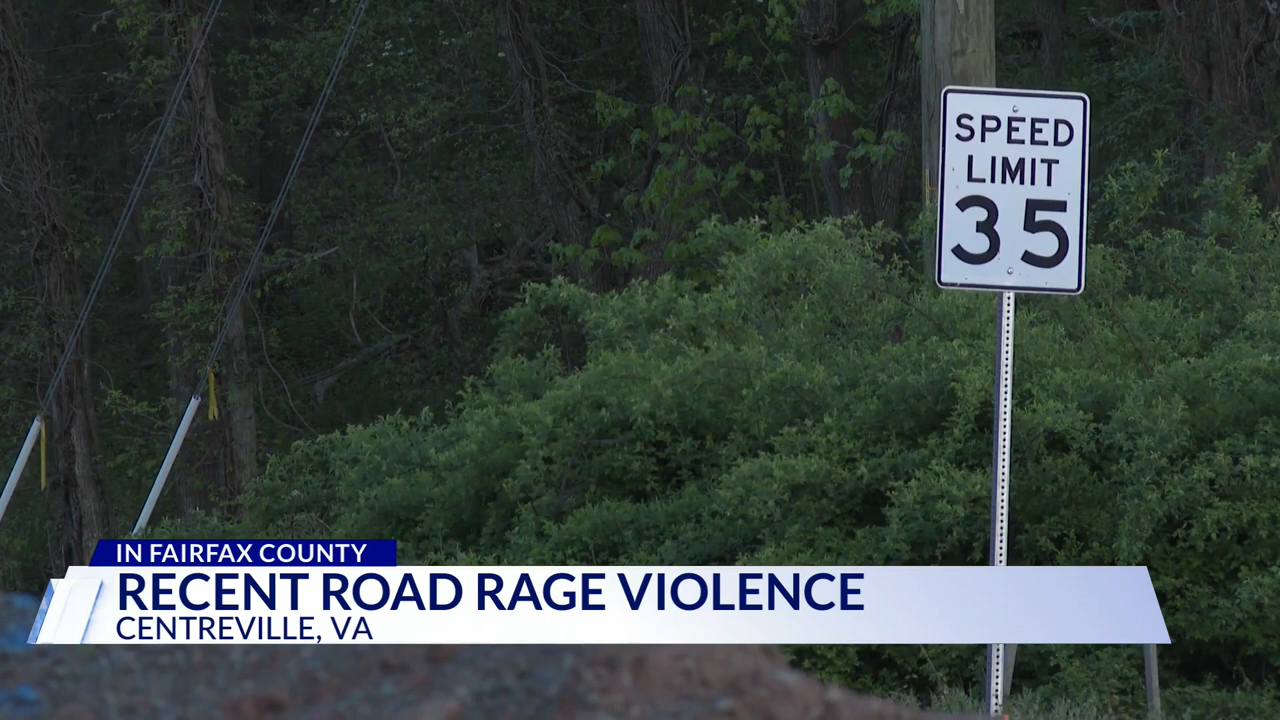 SPEED
LIMIT
35
IN FAIRFAX COUNTY
RECENT ROAD RAGE VIOLENCE
CENTREVILLE, VA